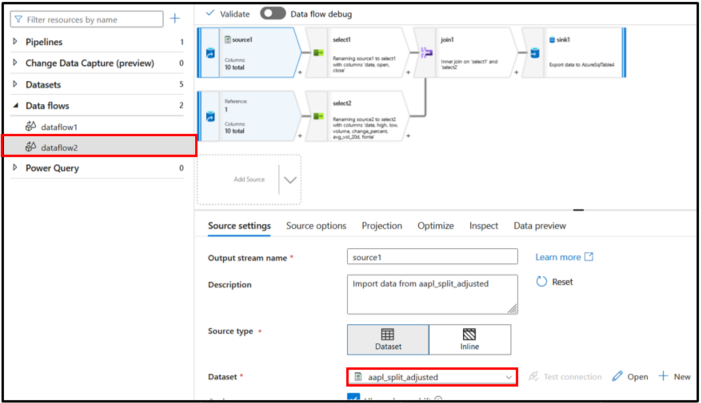 Filter resources by name
Pipelines 1
Change Data Capture (preview) 0
Datasets 5
Data flows 2
dataflow1
dataflow2
Power Query 0
Validate Data flow debug
source1
Columns:
10 total
select1
Renaming source1 to select1
with columns 'date, open,
close'
join1
Inner join on 'select1' and
'select2'
sink1
Export data to AzureSqlTable4
Reference:
1
Columns:
10 total
select2
Renaming source2 to select2
with columns 'date, high, low,
volume, change_percent,
avg_vol_20d, fonte'
Add Source
Source settings Source options Projection Optimize Inspect Data preview
Output stream name * source1 Learn more
Description Import data from aapl_split_adjusted Reset
Source type * Dataset Inline
Dataset * aapl_split_adjusted Test connection Open New